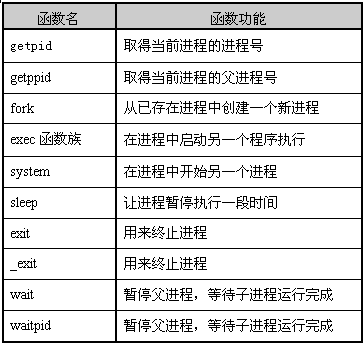 函数名 函数功能
getpid 取得当前进程的进程号
getppid 取得当前进程的父进程号
fork 从已存在进程中创建一个新进程
exec 函数族 在进程中启动另一个程序执行
system 在进程中开始另一个进程
sleep 让进程暂停执行一段时间
exit 用来终止进程
_exit 用来终止进程
wait 暂停父进程，等待子进程运行完成
waitpid 暂停父进程，等待子进程运行完成